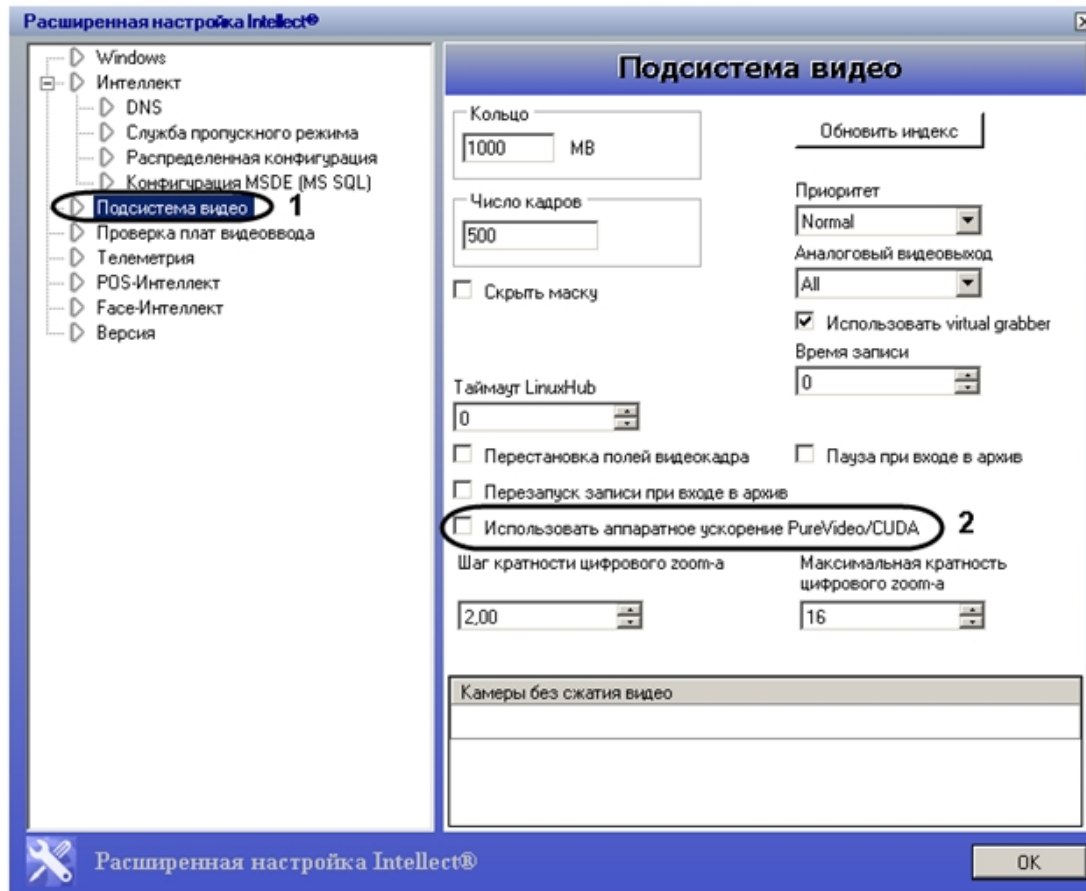 Расширенная настройка Intellect®
Windows
Интеллект
DNS
Служба пропускного режима
Распределенная конфигурация
Конфигурация MSDE (MS SQL)
Подсистема видео 1
Проверка плат видеоввода
Телеметрия
POS-Интеллект
Face-Интеллект
Версия
Подсистема видео
Кольцо
1000 MB
Обновить индекс
Число кадров
500
Приоритет
Normal
Аналоговый видеовыход
All
Скрыть маску
Использовать virtual grabber
Время записи
0
Таймаут LinuxHub
0
Перестановка полей видеокадра
Пауза при входе в архив
Перезапуск записи при входе в архив
Использовать аппаратное ускорение PureVideo/CUDA 2
Шаг кратности цифрового zoom-а
2,00
Максимальная кратность
цифрового zoom-а
16
Камеры без сжатия видео
Расширенная настройка Intellect®
OK